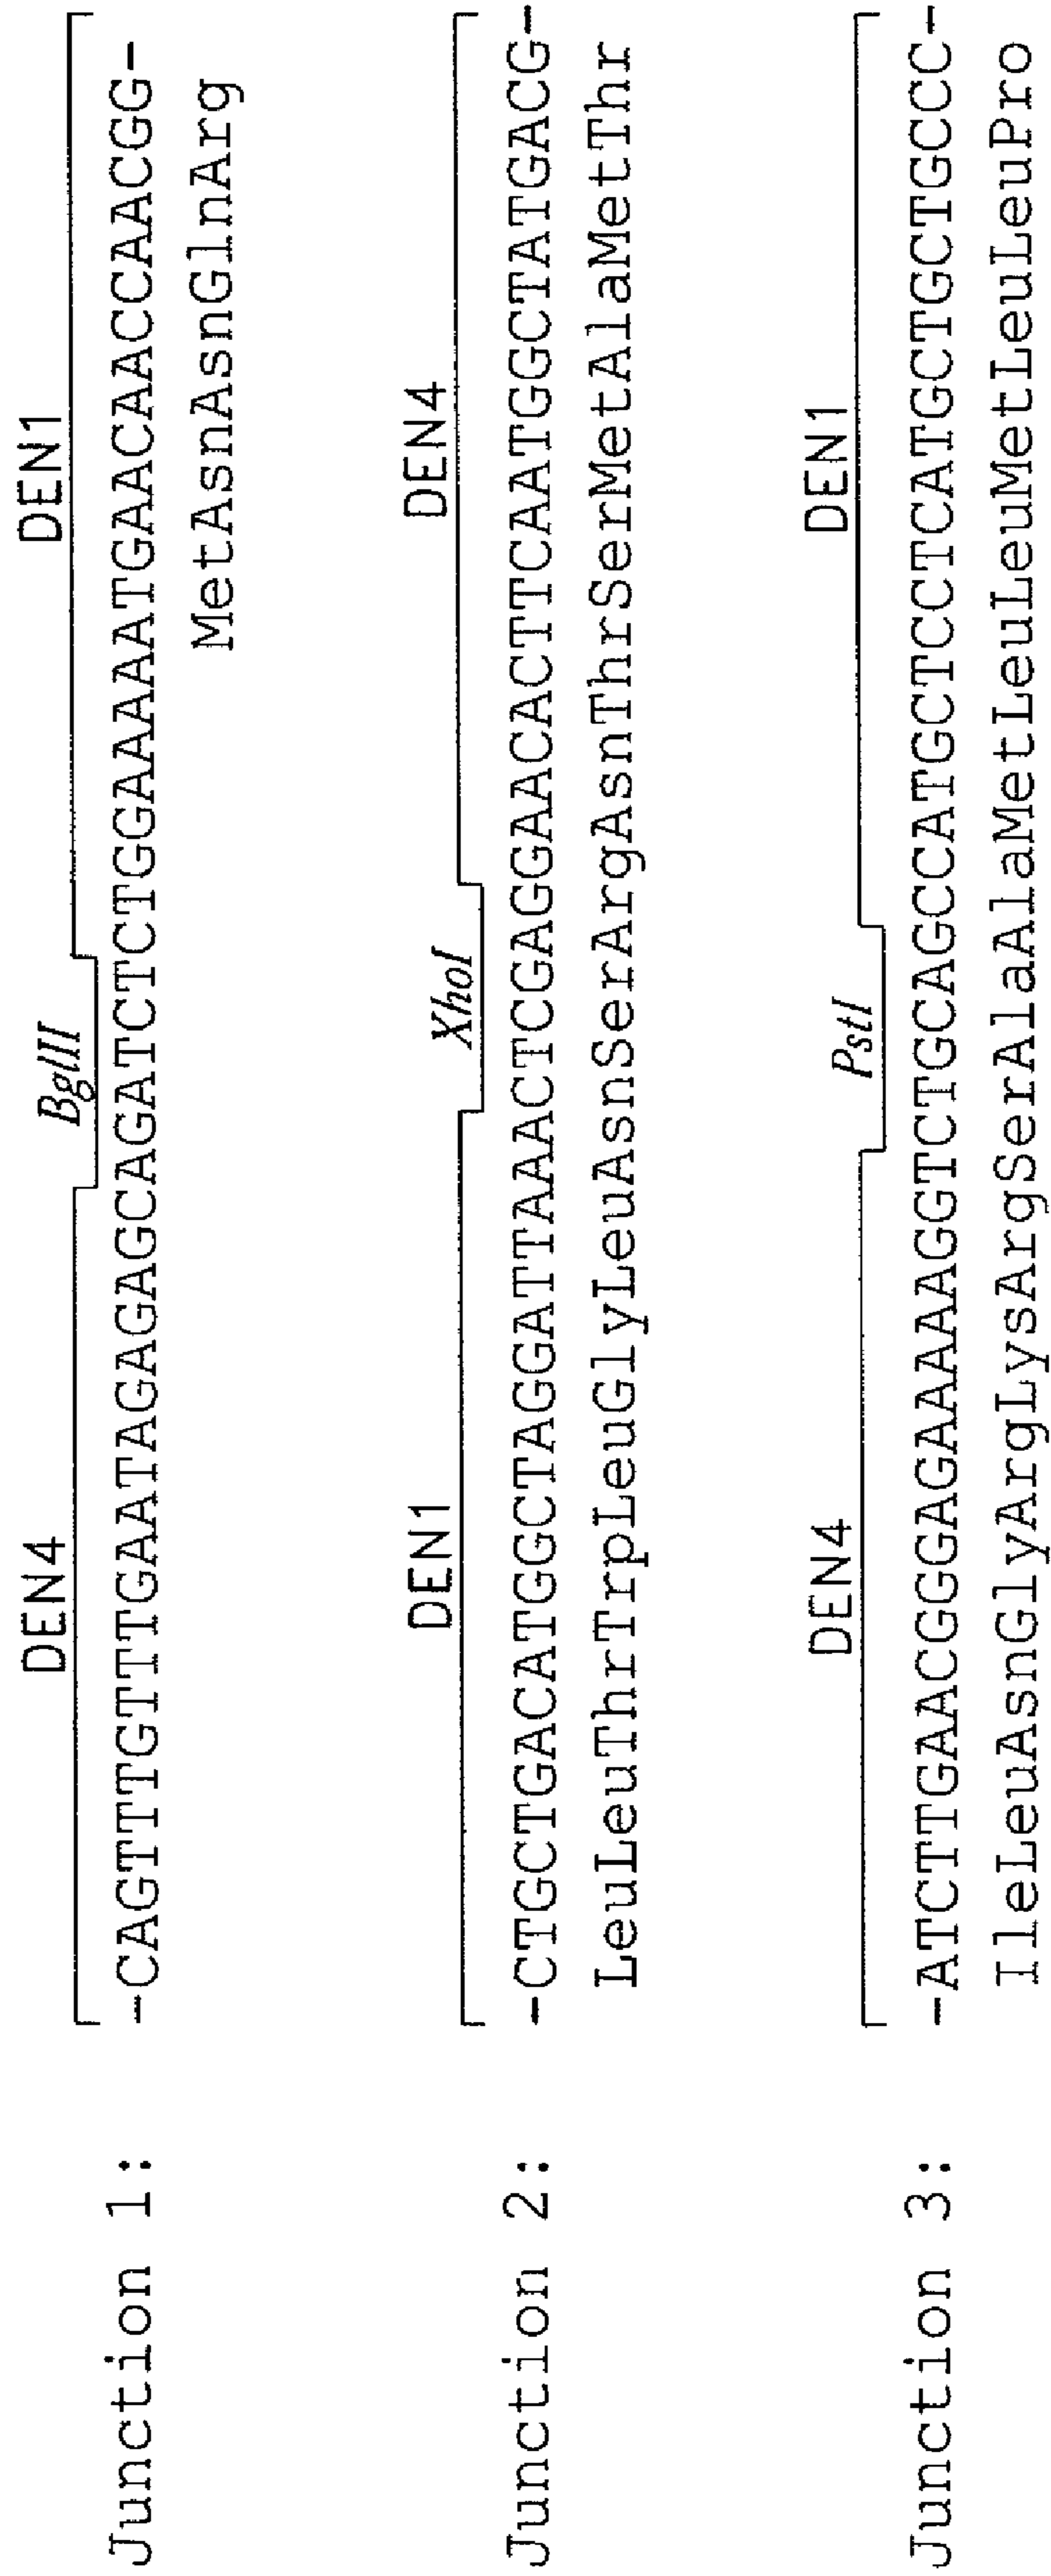 DEN4 BglII DEN1
Junction 1: -CAGTTTGTTTGAATAGAGAGCAGATCTCTGGAAAAATGAACAACCAACGG-
MetAsnAsnGlnArg
DEN1 XhoI DEN4
Junction 2: -CTGCTGACATGGCTAGGATTAAACTCGAGGAACACTTCAATGGCTATGACG-
LeuLeuThrTrpLeuGlyLeuAsnSerArgAsnThrSerMetAlaMetThr
DEN4 PstI DEN1
Junction 3: -ATCTTGAACGGGAGAAAAAGGTCTGCAGCCATGCTCCTCATGCTGCTGCCC-
IleLeuAsnGlyArgLysArgSerAlaAlaMetLeuLeuMetLeuLeuPro